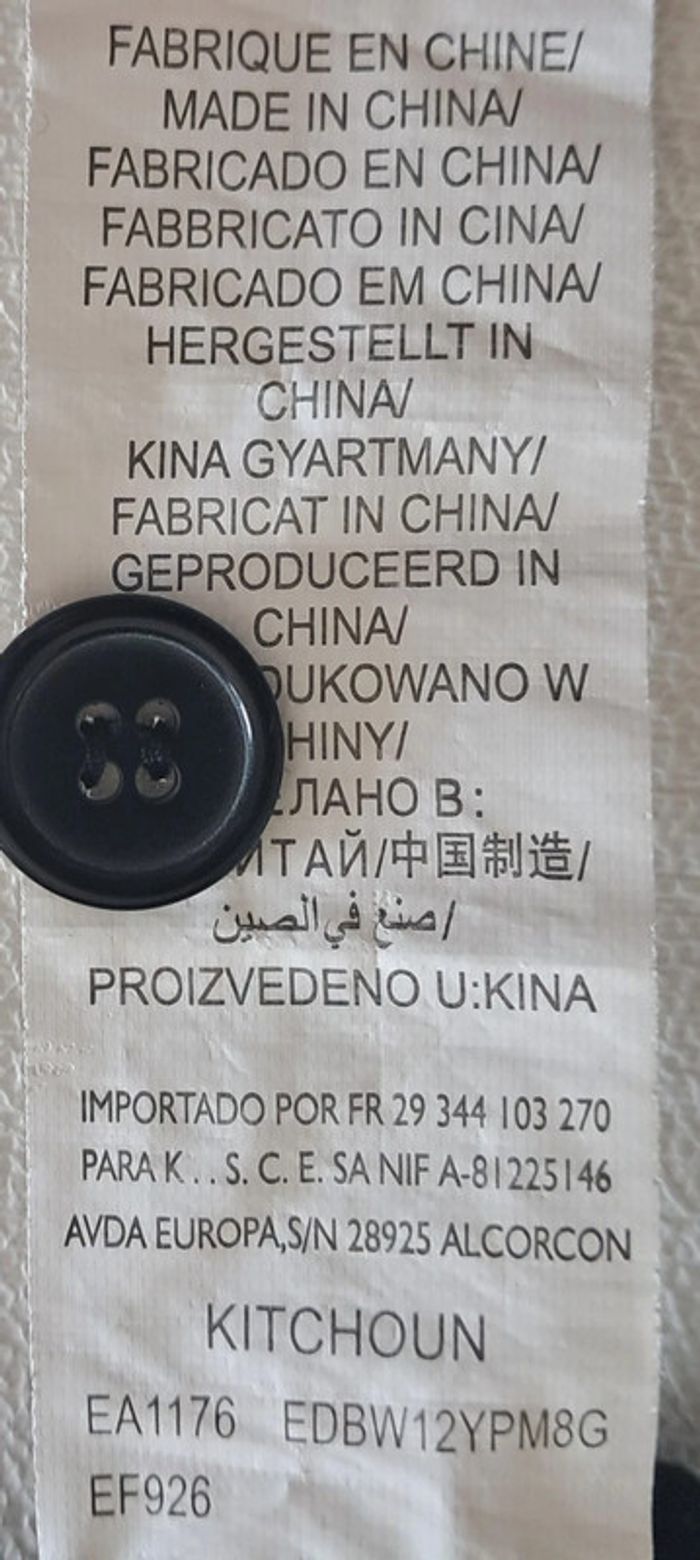 FABRIQUE EN CHINE/
MADE IN CHINA/
FABRICADO EN CHINA/
FABBRICATO IN CINA/
FABRICADO EM CHINA/
HERGESTELLT IN
CHINA/
KINA GYARTMANY/
FABRICAT IN CHINA/
GEPRODUCEERD IN
CHINA/
DUKOWANO W
HINY/
ЕЛАНО В:
ИТАЙ/中国制造/
صنع في الصين/
PROIZVEDENO U:KINA
IMPORTADO POR FR 29 344 103 270
PARA K . . S. C. E. SA NIF A-81225146
AVDA EUROPA,S/N 28925 ALCORCON
KITCHOUN
EA1176 EDBW12YPM8G
EF926